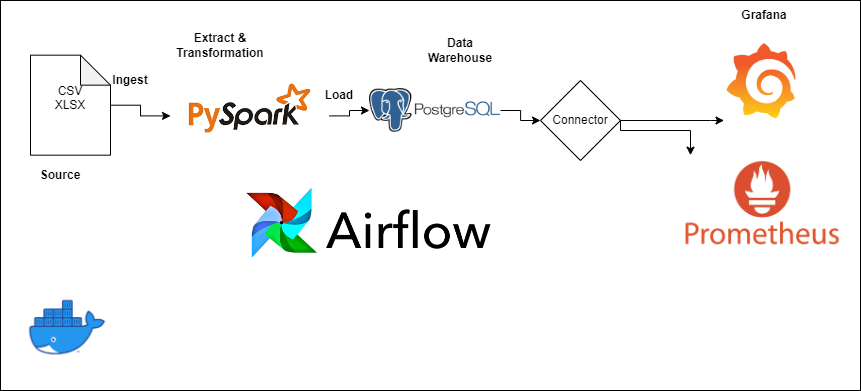 Grafana
Extract &
Transformation
Data
Warehouse
CSV
XLSX
Ingest
PySpark
Load
PostgreSQL
Connector
Source
Airflow
Prometheus